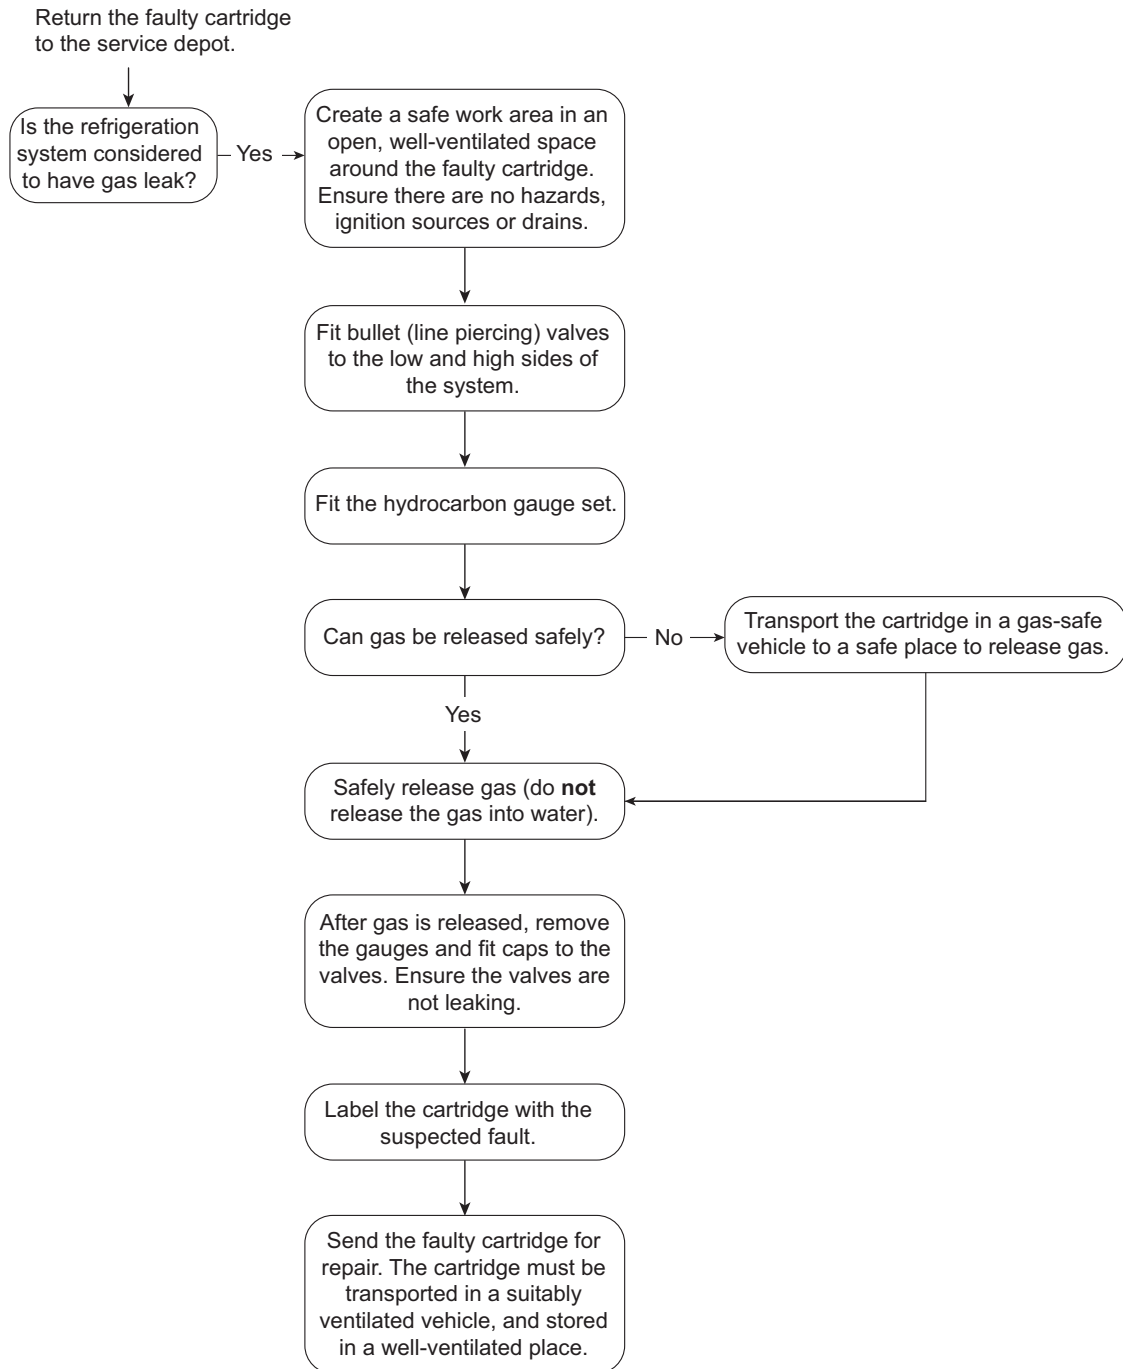 Return the faulty cartridge
to the service depot.
Is the refrigeration
system considered
to have gas leak?
Yes
Create a safe work area in an
open, well-ventilated space
around the faulty cartridge.
Ensure there are no hazards,
ignition sources or drains.
Fit bullet (line piercing) valves
to the low and high sides of
the system.
Fit the hydrocarbon gauge set.
Can gas be released safely?
No
Transport the cartridge in a gas-safe
vehicle to a safe place to release gas.
Yes
Safely release gas (do not
release the gas into water).
After gas is released, remove
the gauges and fit caps to the
valves. Ensure the valves are
not leaking.
Label the cartridge with the
suspected fault.
Send the faulty cartridge for
repair. The cartridge must be
transported in a suitably
ventilated vehicle, and stored
in a well-ventilated place.